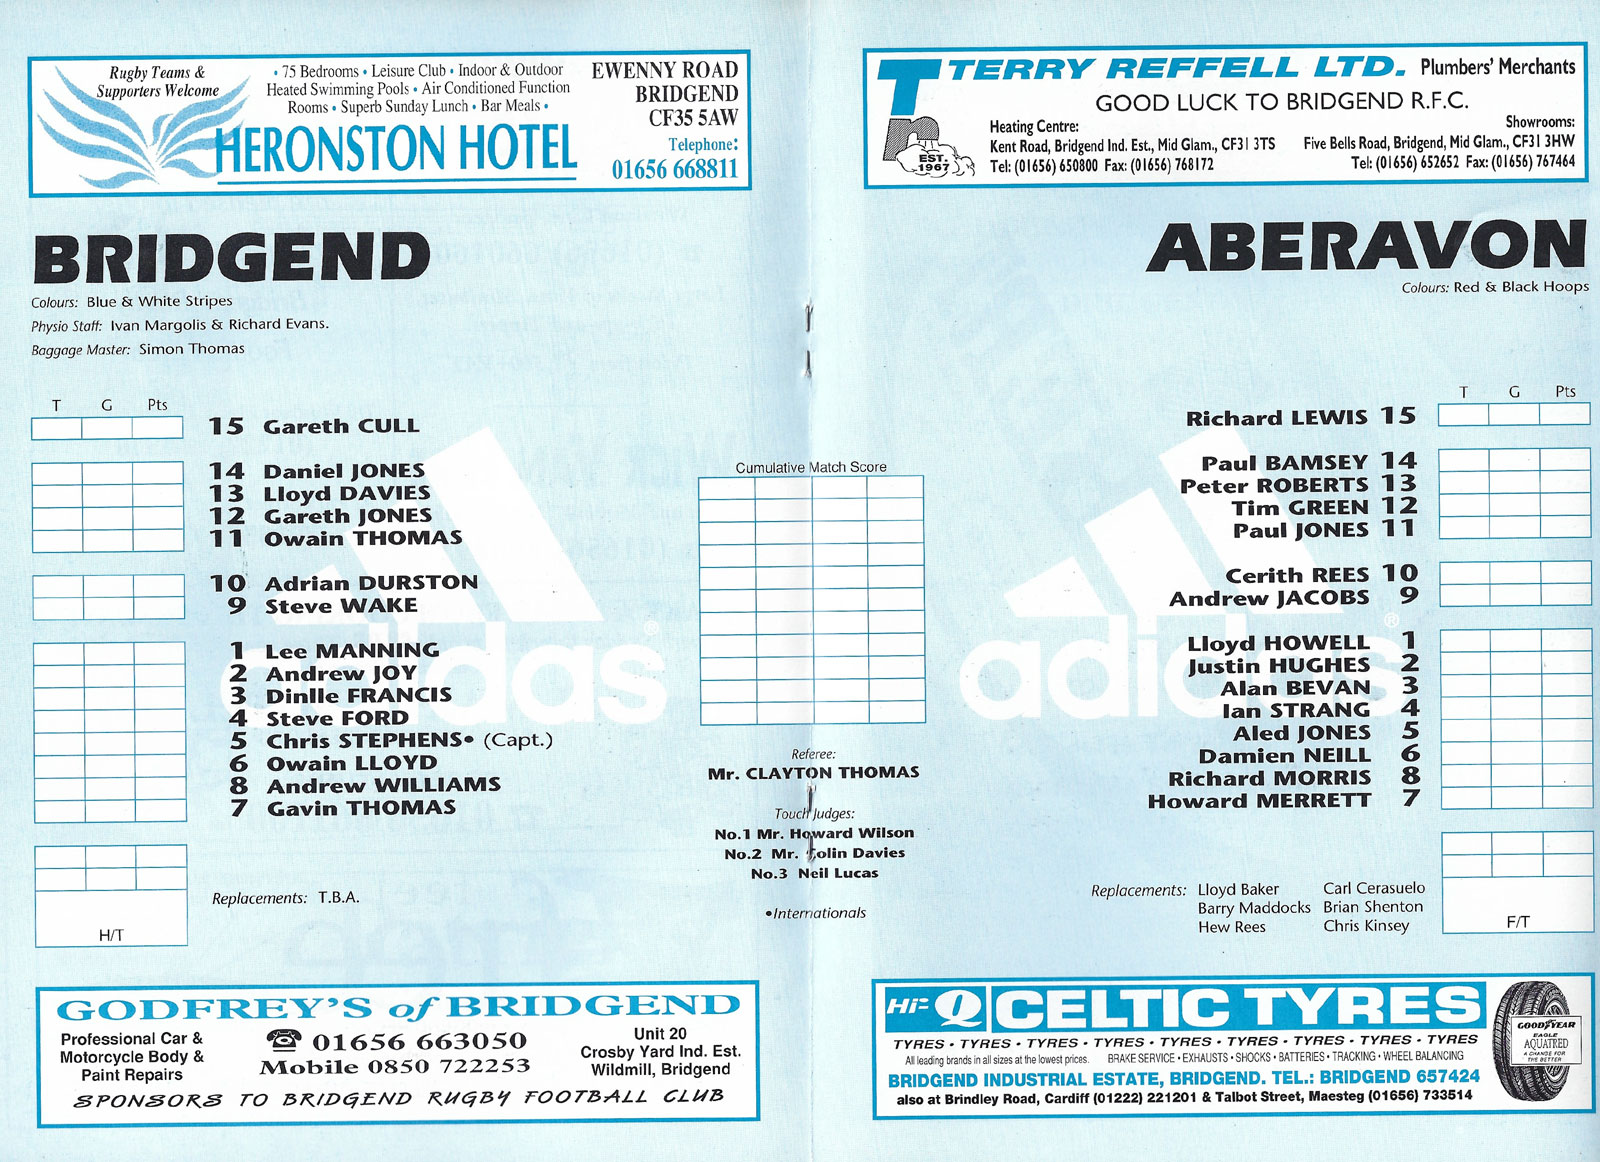 Rugby Teams &
Supporters Welcome
• 75 Bedrooms • Leisure Club • Indoor & Outdoor
Heated Swimming Pools • Air Conditioned Function
Rooms • Superb Sunday Lunch • Bar Meals •
HERONSTON HOTEL
EWENNY ROAD
BRIDGEND
CF35 5AW
Telephone:
01656 668811
BRIDGEND
Colours: Blue & White Stripes
Physio Staff: Ivan Margolis & Richard Evans.
Baggage Master: Simon Thomas
T G Pts
15 Gareth CULL
14 Daniel JONES
13 Lloyd DAVIES
12 Gareth JONES
11 Owain THOMAS
10 Adrian DURSTON
9 Steve WAKE
1 Lee MANNING
2 Andrew JOY
3 Dinlle FRANCIS
4 Steve FORD
5 Chris STEPHENS• (Capt.)
6 Owain LLOYD
8 Andrew WILLIAMS
7 Gavin THOMAS
adidas
H/T
Replacements: T.B.A.
Cumulative Match Score
Referee:
Mr. CLAYTON THOMAS
Touch Judges:
No.1 Mr. Howard Wilson
No.2 Mr. Colin Davies
No.3 Neil Lucas
•Internationals
GODFREY'S of BRIDGEND
Professional Car &
Motorcycle Body &
Paint Repairs
☎ 01656 663050
Mobile 0850 722253
Unit 20
Crosby Yard Ind. Est.
Wildmill, Bridgend
SPONSORS TO BRIDGEND RUGBY FOOTBALL CLUB
TR
EST.
1967
TERRY REFFELL LTD. Plumbers' Merchants
GOOD LUCK TO BRIDGEND R.F.C.
Heating Centre:
Kent Road, Bridgend Ind. Est., Mid Glam., CF31 3TS
Tel: (01656) 650800 Fax: (01656) 768172
Showrooms:
Five Bells Road, Bridgend, Mid Glam., CF31 3HW
Tel: (01656) 652652 Fax: (01656) 767464
ABERAVON
Colours: Red & Black Hoops
T G Pts
Richard LEWIS 15
Paul BAMSEY 14
Peter ROBERTS 13
Tim GREEN 12
Paul JONES 11
Cerith REES 10
Andrew JACOBS 9
Lloyd HOWELL 1
Justin HUGHES 2
Alan BEVAN 3
Ian STRANG 4
Aled JONES 5
Damien NEILL 6
Richard MORRIS 8
Howard MERRETT 7
adidas®
Replacements: Lloyd Baker Carl Cerasuelo
Barry Maddocks Brian Shenton
Hew Rees Chris Kinsey
F/T
Hi-Q CELTIC TYRES
TYRES • TYRES • TYRES • TYRES • TYRES • TYRES • TYRES • TYRES
All leading brands in all sizes at the lowest prices. BRAKE SERVICE • EXHAUSTS • SHOCKS • BATTERIES • TRACKING • WHEEL BALANCING
BRIDGEND INDUSTRIAL ESTATE, BRIDGEND. TEL.: BRIDGEND 657424
also at Brindley Road, Cardiff (01222) 221201 & Talbot Street, Maesteg (01656) 733514
GOODYEAR
EAGLE
AQUATRED
A CHANGE FOR
THE BETTER